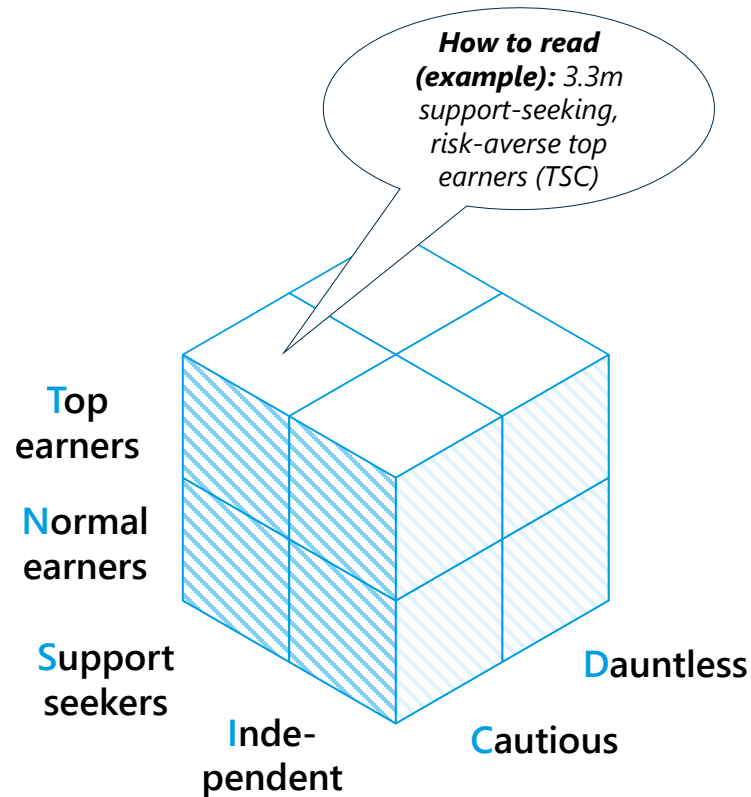 How to read
(example): 3.3m
support-seeking,
risk-averse top
earners (TSC)
Top
earners
Normal
earners
Support
seekers
Inde-
pendent
Cautious
Dauntless